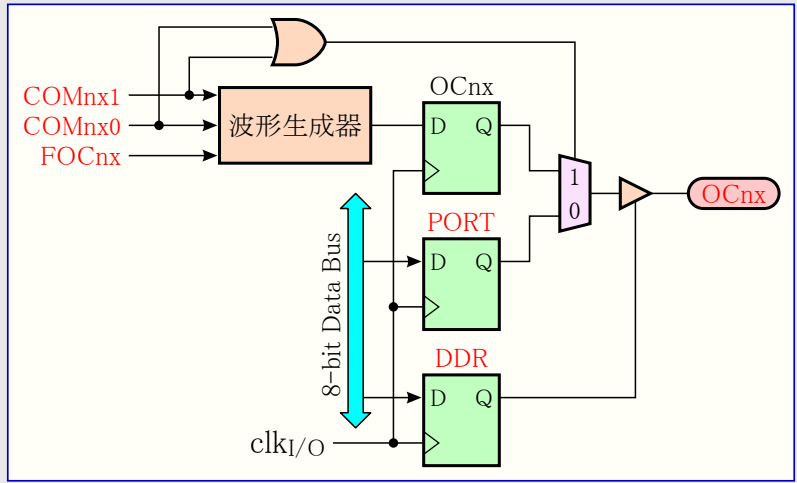 COMnx1
COMnx0
FOCnx
波形生成器
OCnx
D Q
1
0
OCnx
PORT
D Q
8-bit Data Bus
DDR
D Q
clkI/O